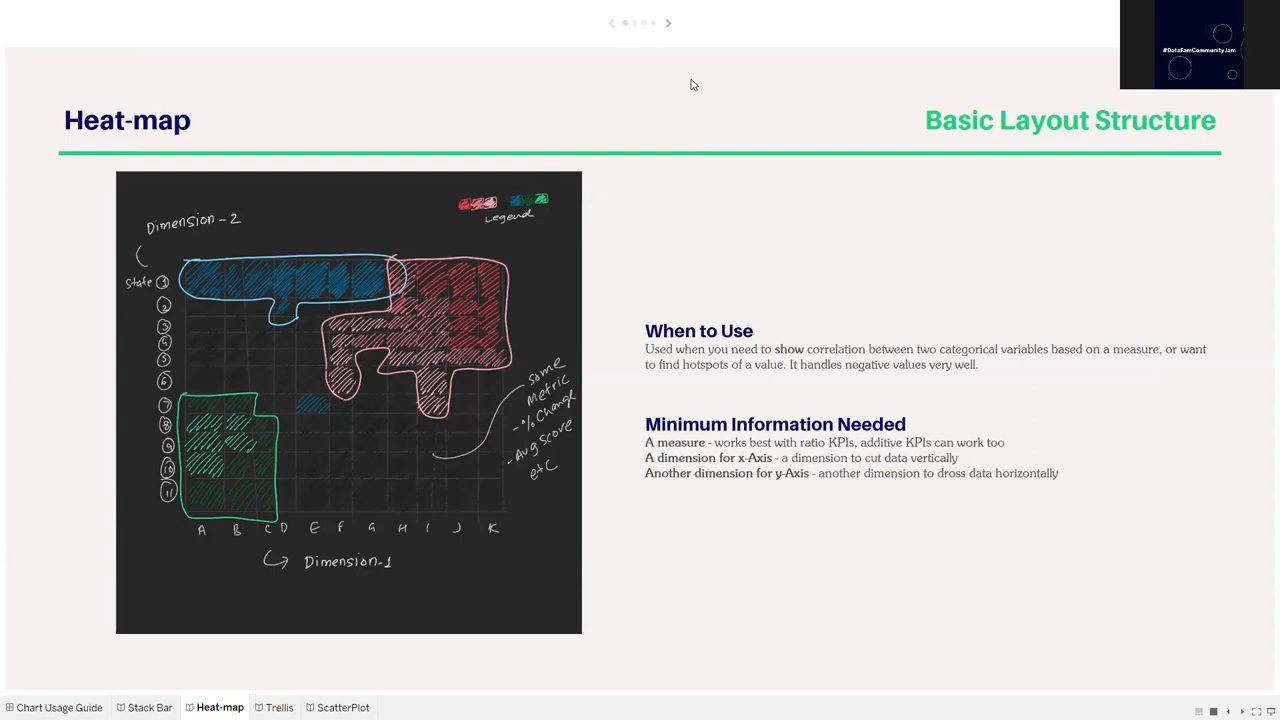 #DataFamCommunityJam
Heat-map
Basic Layout Structure
Dimension-2
Legend
State 1
2
3
4
5
6
7
8
9
10
11
some
Metric
-% Change
-Avg Score
etc
A B C D E F G H I J K
Dimension-1
When to Use
Used when you need to show correlation between two categorical variables based on a measure, or want
to find hotspots of a value. It handles negative values very well.
Minimum Information Needed
A measure - works best with ratio KPIs, additive KPIs can work too
A dimension for x-Axis - a dimension to cut data vertically
Another dimension for y-Axis - another dimension to dross data horizontally
Chart Usage Guide
Stack Bar
Heat-map
Trellis
ScatterPlot